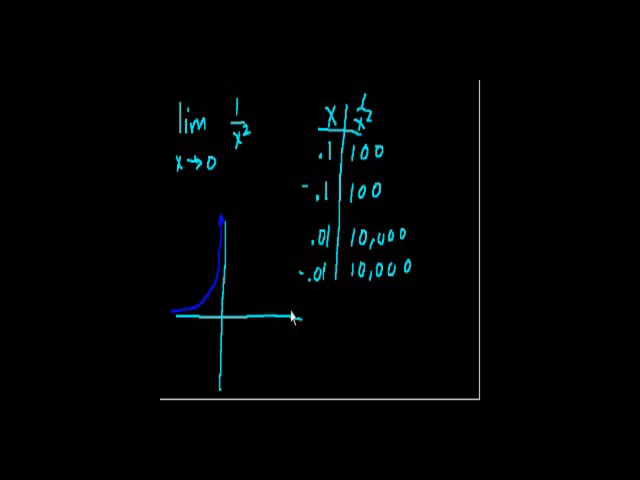 lim 1/x²
x→0
x | 1/x²
.1 | 100
-.1 | 100
.01 | 10,000
-.01 | 10,000